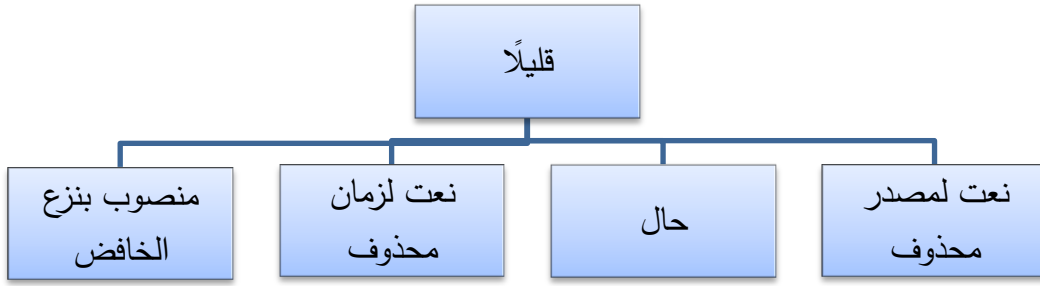 قليلًا
نعت لمصدر
محذوف
حال
نعت لزمان
محذوف
منصوب بنزع
الخافض